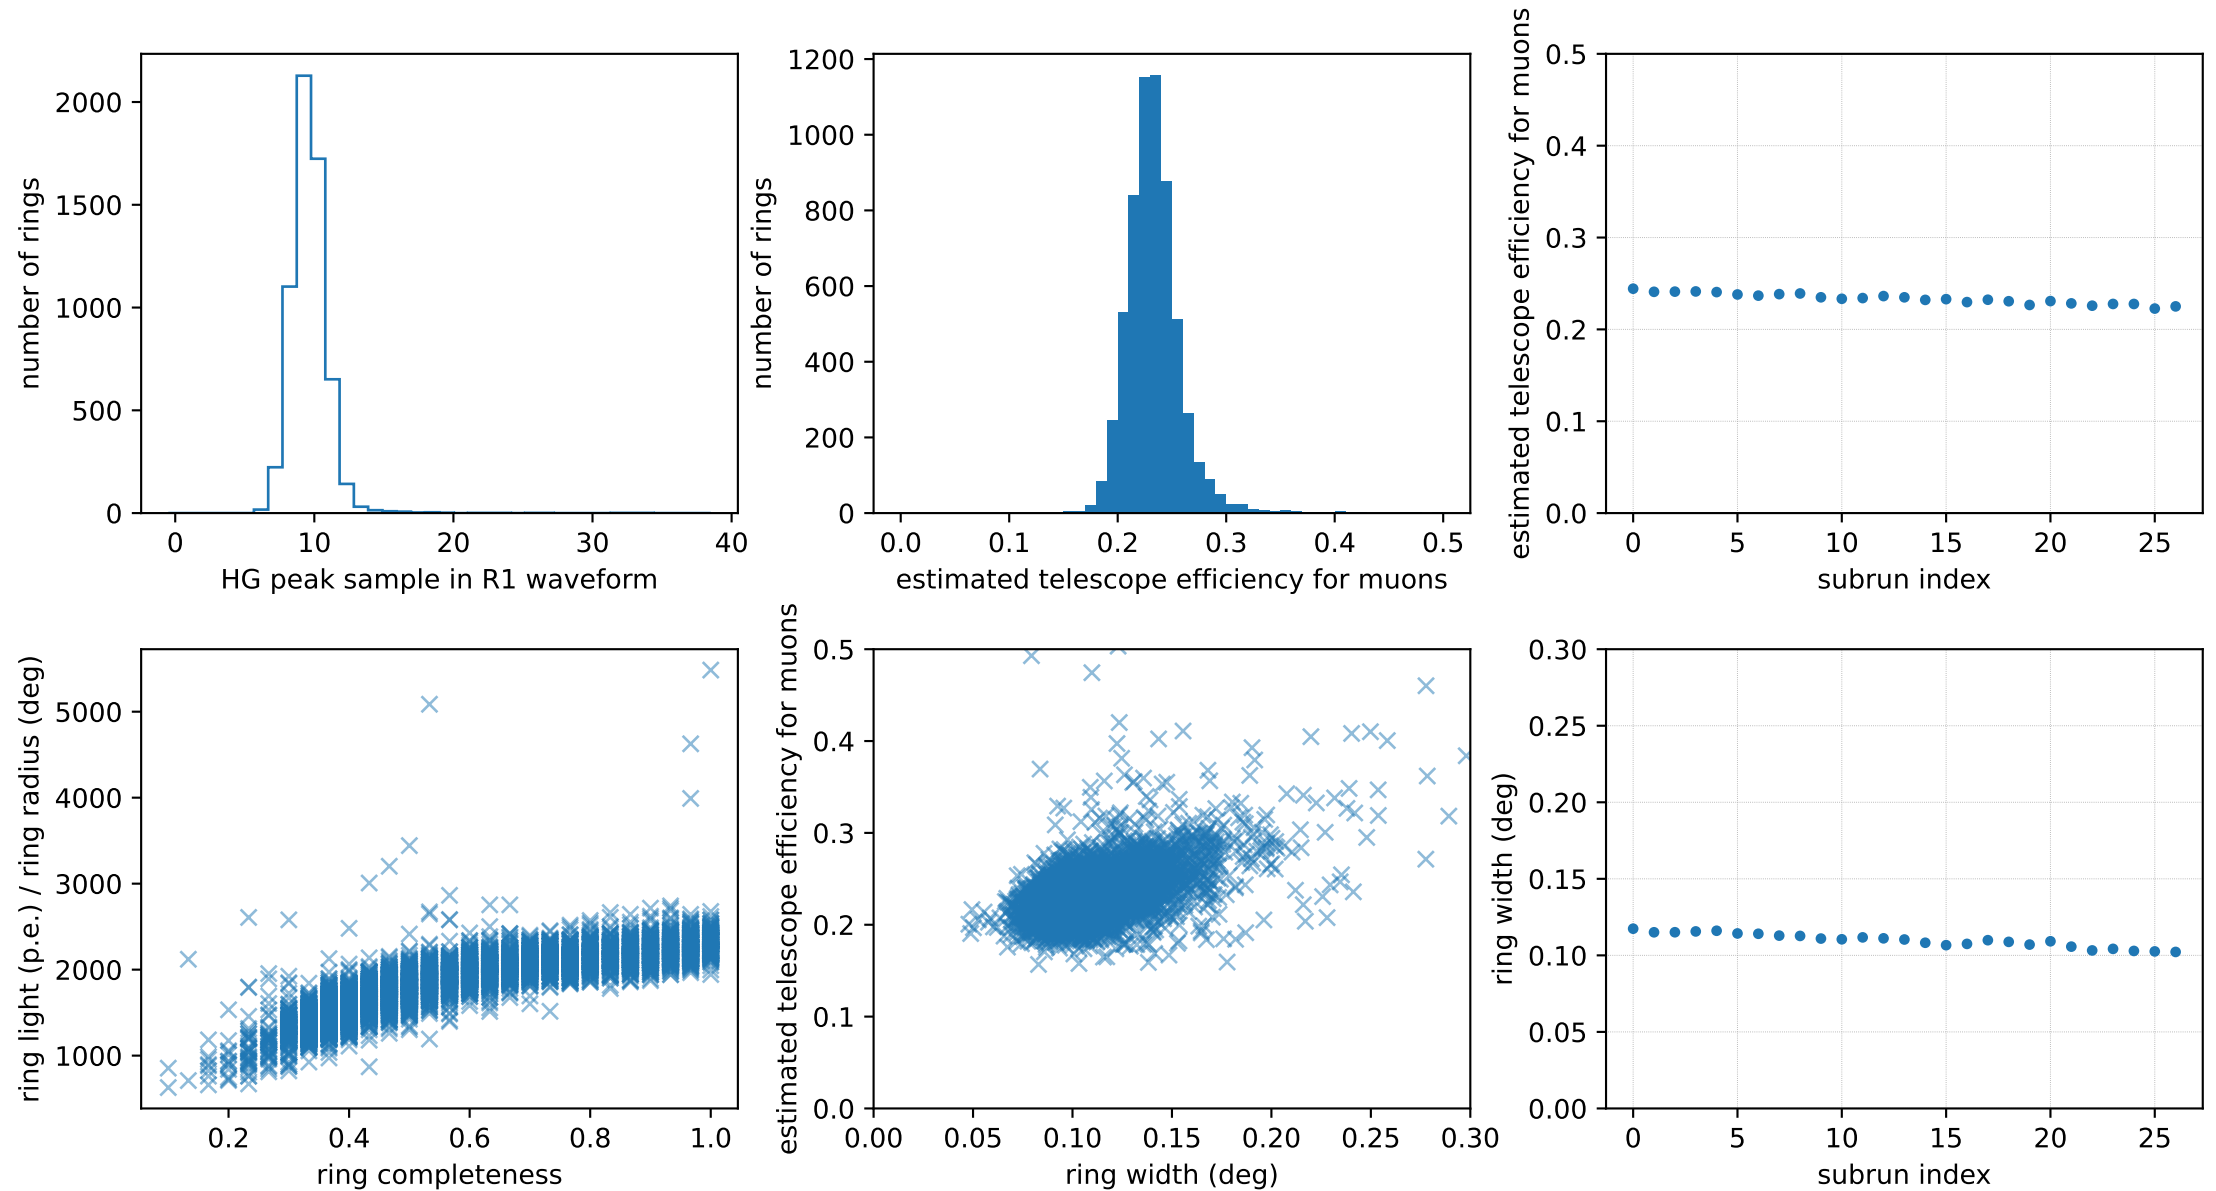 number of rings
2000
1500
1000
500
0
0 10 20 30 40
HG peak sample in R1 waveform
number of rings
1200
1000
800
600
400
200
0
0.0 0.1 0.2 0.3 0.4 0.5
estimated telescope efficiency for muons
estimated telescope efficiency for muons
0.5
0.4
0.3
0.2
0.1
0.0
0 5 10 15 20 25
subrun index
ring light (p.e.) / ring radius (deg)
5000
4000
3000
2000
1000
0.2 0.4 0.6 0.8 1.0
ring completeness
estimated telescope efficiency for muons
0.5
0.4
0.3
0.2
0.1
0.0
0.00 0.05 0.10 0.15 0.20 0.25 0.30
ring width (deg)
ring width (deg)
0.30
0.25
0.20
0.15
0.10
0.05
0.00
0 5 10 15 20 25
subrun index